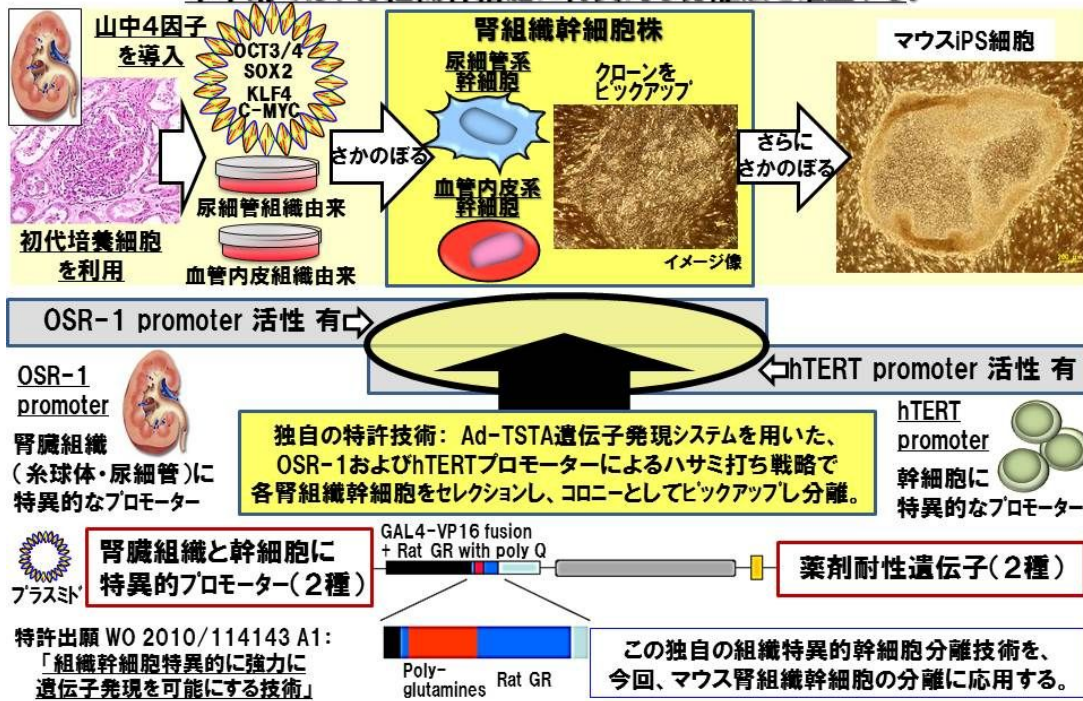 山中4因子
を導入
OCT3/4
SOX2
KLF4
C-MYC
初代培養細胞
を利用
尿細管組織由来
血管内皮組織由来
さかのぼる
腎組織幹細胞株
尿細管系
幹細胞
血管内皮系
幹細胞
クローンを
ピックアップ
イメージ像
さらに
さかのぼる
マウスiPS細胞
OSR-1 promoter 活性 有
hTERT promoter 活性 有
OSR-1
promoter
腎臓組織
(糸球体・尿細管)に
特異的なプロモーター
独自の特許技術: Ad-TSTA遺伝子発現システムを用いた、
OSR-1およびhTERTプロモーターによるハサミ打ち戦略で
各腎組織幹細胞をセレクションし、コロニーとしてピックアップし分離。
hTERT
promoter
幹細胞に
特異的なプロモーター
プラスミド
腎臓組織と幹細胞に
特異的プロモーター(2種)
GAL4-VP16 fusion
+ Rat GR with poly Q
薬剤耐性遺伝子(2種)
特許出願 WO 2010/114143 A1:
「組織幹細胞特異的に強力に
遺伝子発現を可能にする技術」
Poly-
glutamines
Rat GR
この独自の組織特異的幹細胞分離技術を、
今回、マウス腎組織幹細胞の分離に応用する。